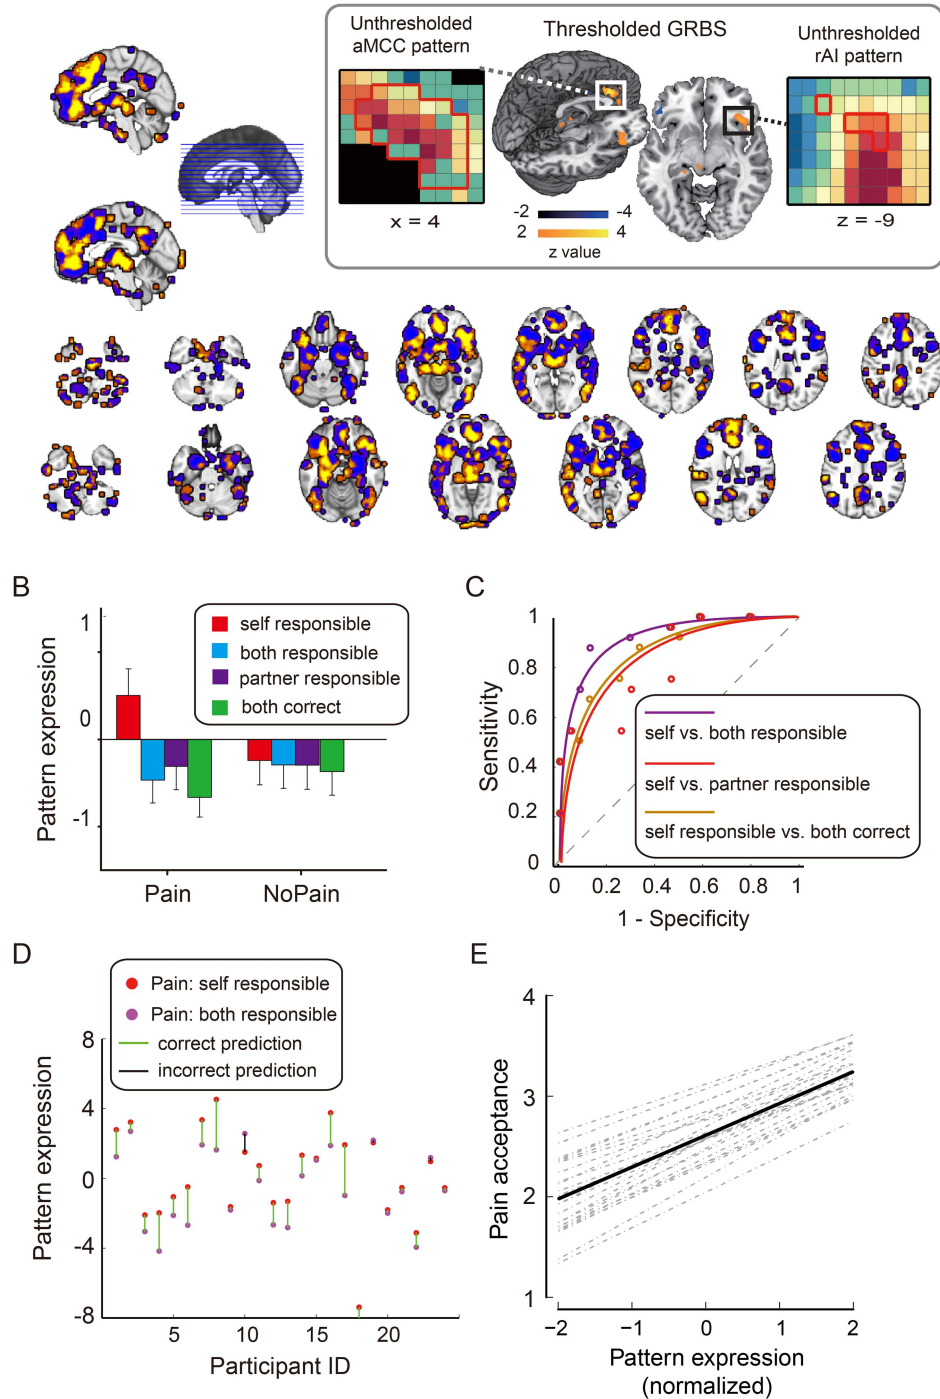 Unthresholded
aMCC pattern
Thresholded GRBS
Unthresholded
rAI pattern
x = 4
-2
-4
2
4
z value
z = -9
B
Pattern expression
1
0
-1
self responsible
both responsible
partner responsible
both correct
Pain
NoPain
C
Sensitivity
1
0.8
0.6
0.4
0.2
0
self vs. both responsible
self vs. partner responsible
self responsible vs. both correct
0
0.2
0.4
0.6
0.8
1
1 - Specificity
D
Pain: self responsible
Pain: both responsible
correct prediction
incorrect prediction
Pattern expression
8
4
0
-4
-8
5
10
15
20
Participant ID
E
Pain acceptance
4
3
2
1
−2
−1
0
1
2
Pattern expression
(normalized)